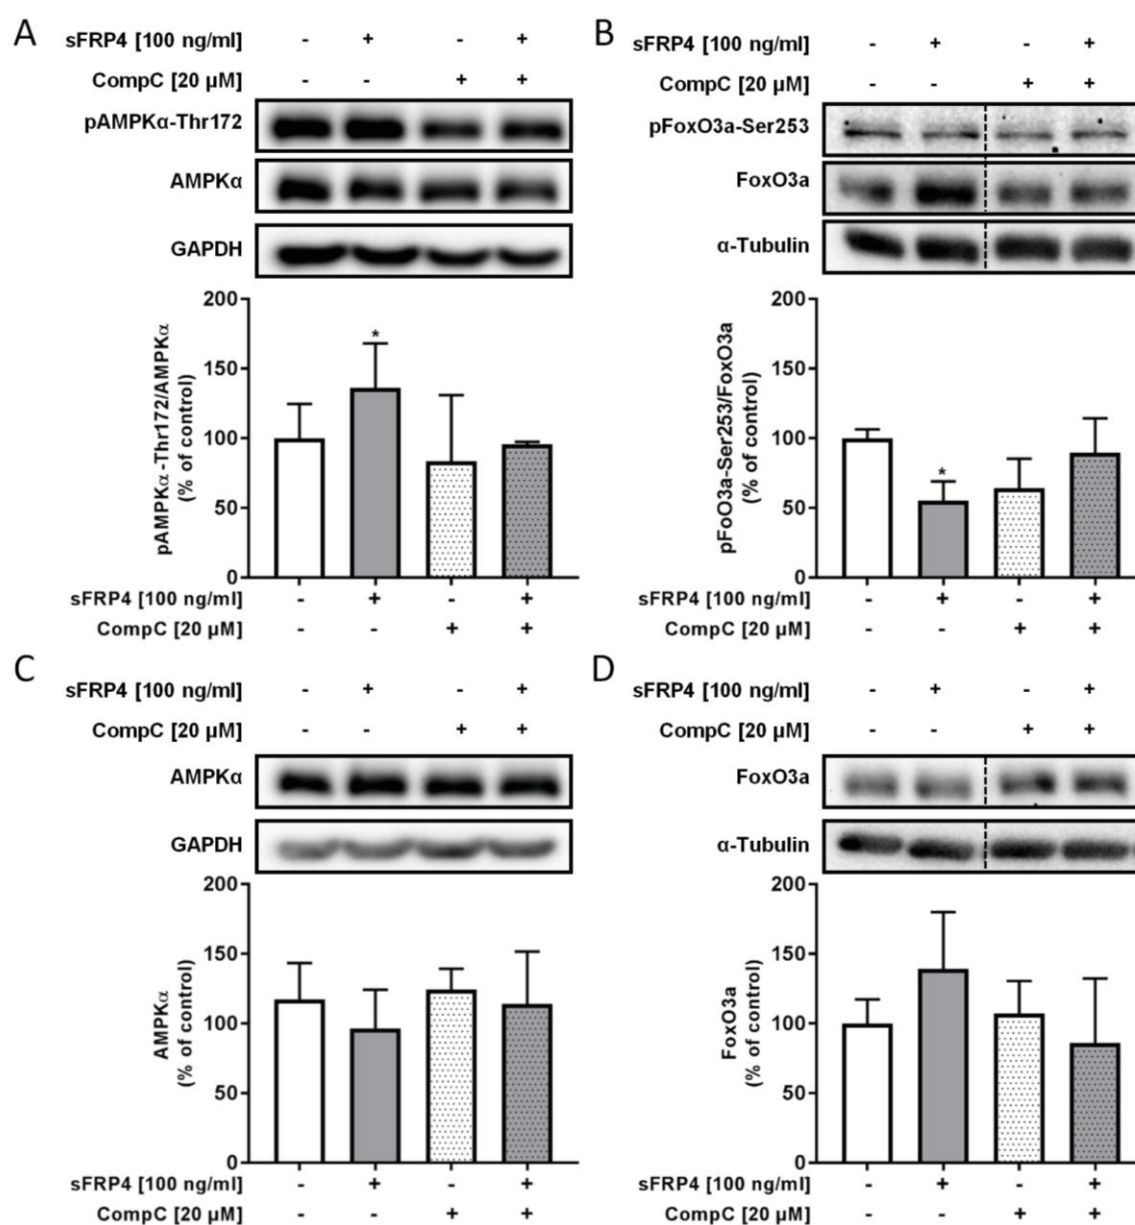 A
sFRP4 [100 ng/ml] - + - +
CompC [20 µM] - - + +
pAMPKα-Thr172
AMPKα
GAPDH
pAMPKα-Thr172/AMPKα
(% of control)
200
150
100
50
0
*
sFRP4 [100 ng/ml] - + - +
CompC [20 µM] - - + +
B
sFRP4 [100 ng/ml] - + - +
CompC [20 µM] - - + +
pFoxO3a-Ser253
FoxO3a
α-Tubulin
pFoO3a-Ser253/FoxO3a
(% of control)
200
150
100
50
0
*
sFRP4 [100 ng/ml] - + - +
CompC [20 µM] - - + +
C
sFRP4 [100 ng/ml] - + - +
CompC [20 µM] - - + +
AMPKα
GAPDH
AMPKα
(% of control)
200
150
100
50
0
sFRP4 [100 ng/ml] - + - +
CompC [20 µM] - - + +
D
sFRP4 [100 ng/ml] - + - +
CompC [20 µM] - - + +
FoxO3a
α-Tubulin
FoxO3a
(% of control)
200
150
100
50
0
sFRP4 [100 ng/ml] - + - +
CompC [20 µM] - - + +